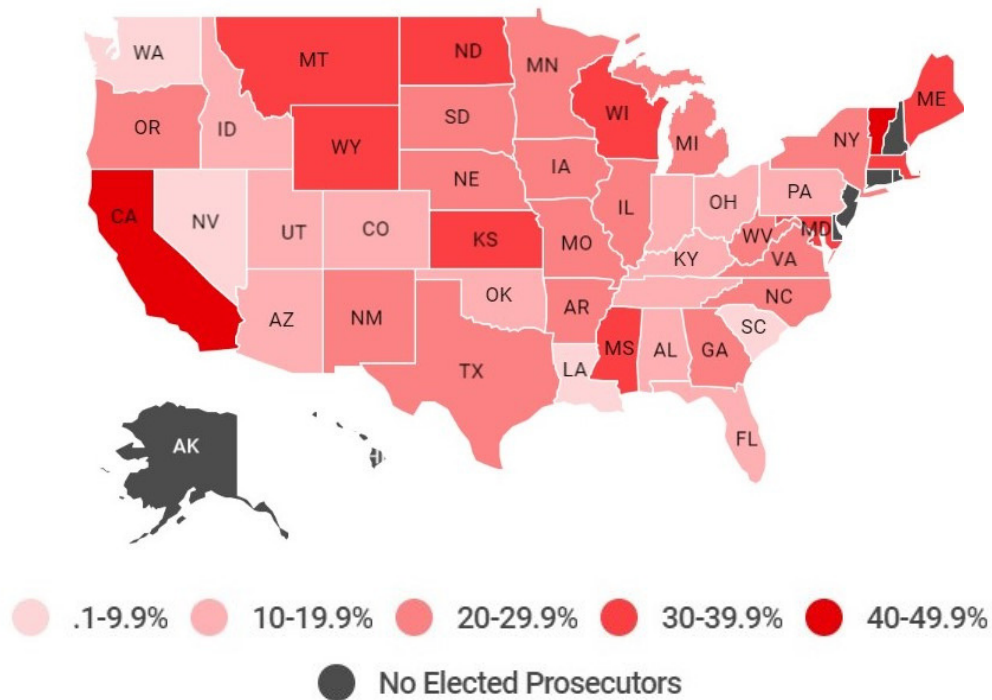 WA
MT
ND
MN
ME
OR
ID
SD
WI
MI
NY
WY
IA
NE
PA
OH
IL
CA
NV
UT
CO
KS
MO
WV
MD
VA
KY
AZ
NM
OK
AR
NC
SC
TX
LA
MS
AL
GA
FL
AK
.1-9.9% 10-19.9% 20-29.9% 30-39.9% 40-49.9%
No Elected Prosecutors